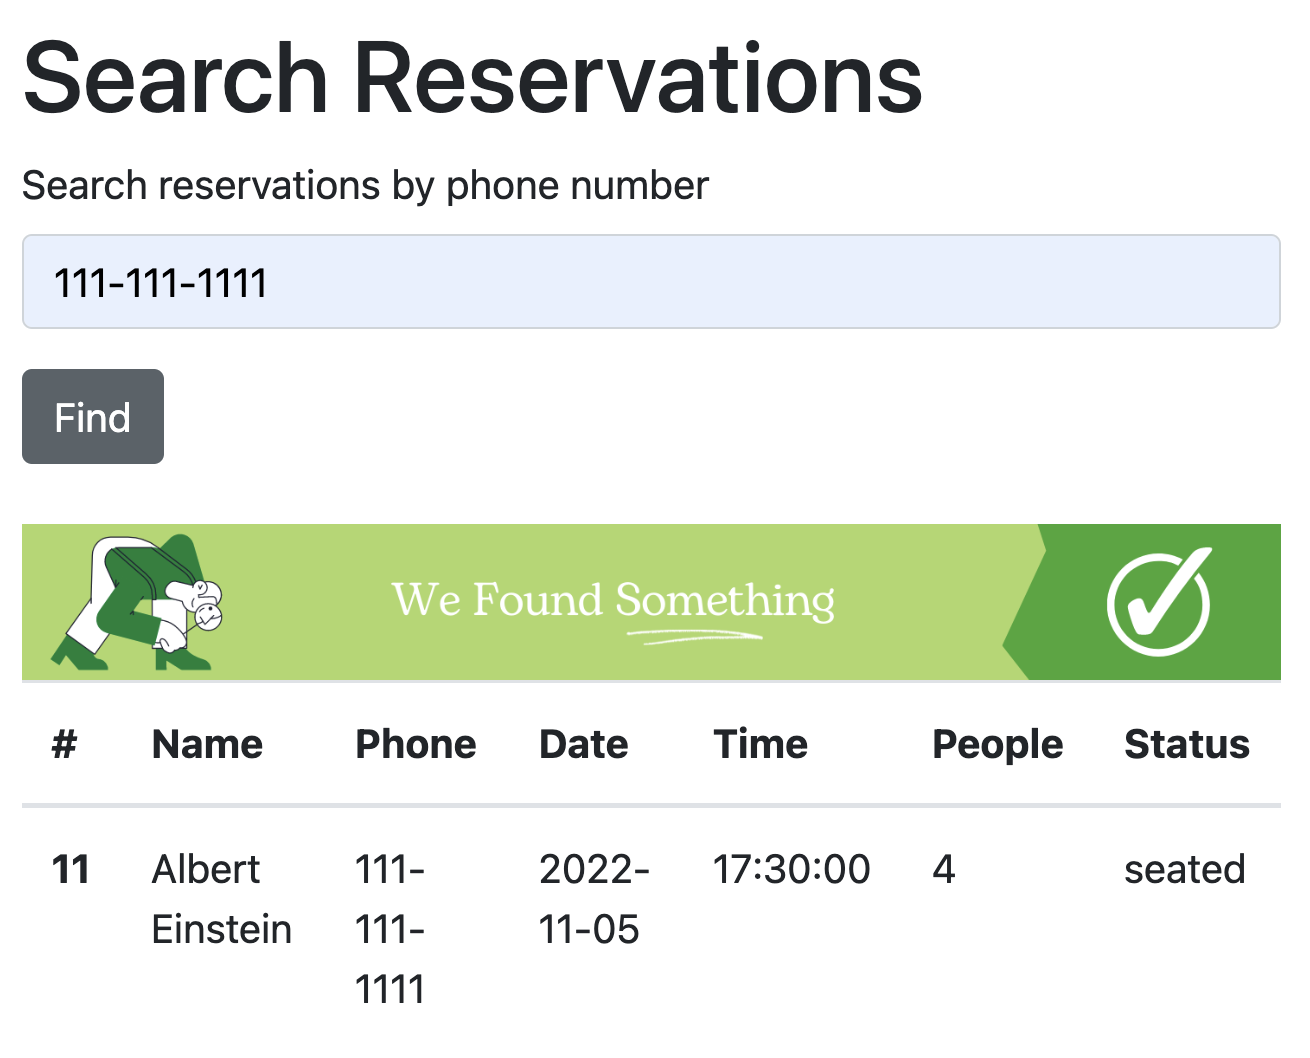 Search Reservations
Search reservations by phone number
111-111-1111
Find
We Found Something
# Name Phone Date Time People Status
11 Albert 111- 2022- 17:30:00 4 seated
Einstein 111- 11-05
1111